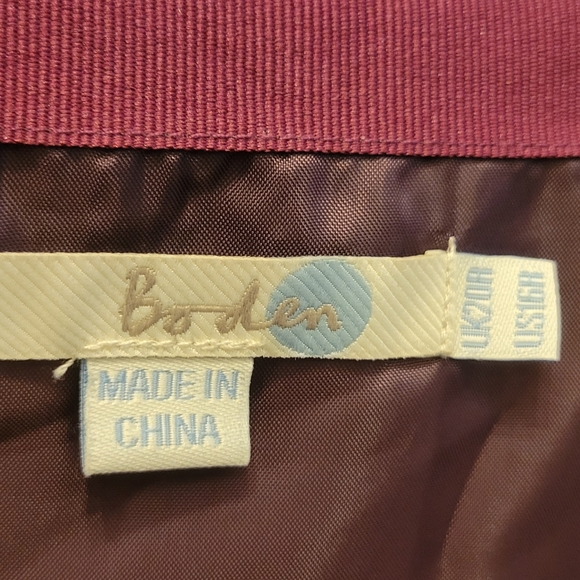 Boden
MADE IN
CHINA
UK20R
US16R